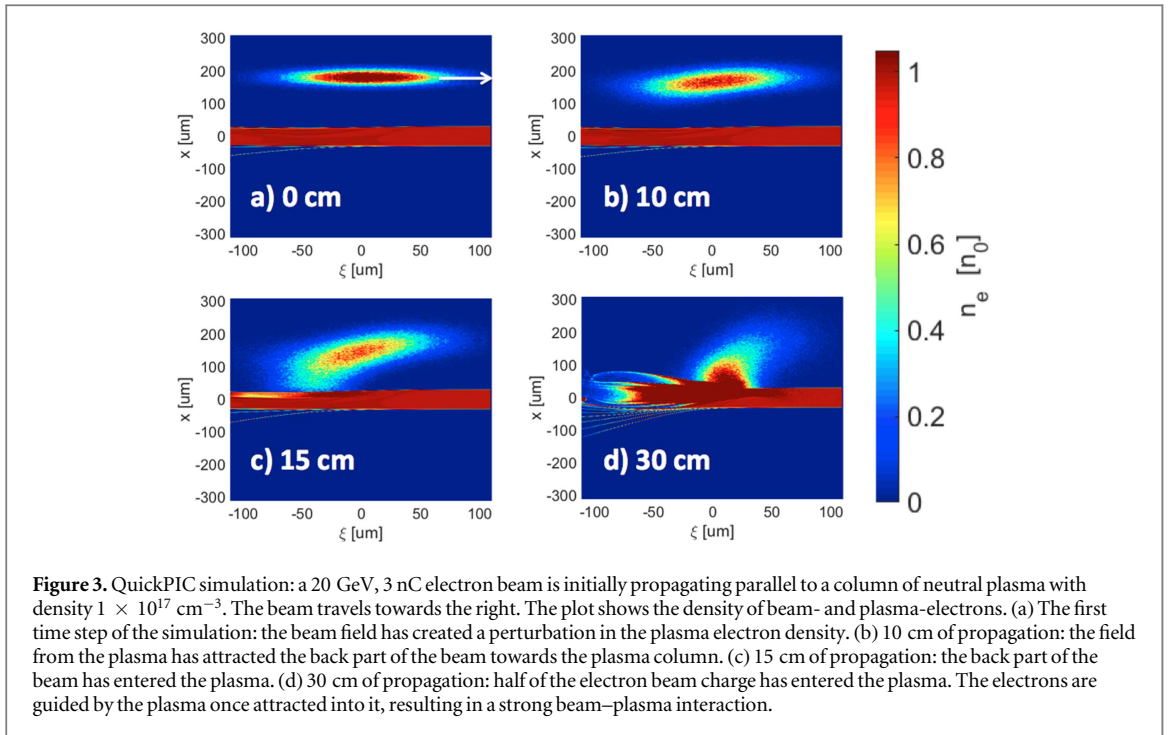 300
200
100
0
-100
-200
-300
x [um]
a) 0 cm
-100 -50 0 50 100
ξ [um]
300
200
100
0
-100
-200
-300
x [um]
b) 10 cm
-100 -50 0 50 100
ξ [um]
300
200
100
0
-100
-200
-300
x [um]
c) 15 cm
-100 -50 0 50 100
ξ [um]
300
200
100
0
-100
-200
-300
x [um]
d) 30 cm
-100 -50 0 50 100
ξ [um]
1
0.8
0.6
0.4
0.2
0
n_e [n_0]
Figure 3. QuickPIC simulation: a 20 GeV, 3 nC electron beam is initially propagating parallel to a column of neutral plasma with
density 1 × 10¹⁷ cm⁻³. The beam travels towards the right. The plot shows the density of beam- and plasma-electrons. (a) The first
time step of the simulation: the beam field has created a perturbation in the plasma electron density. (b) 10 cm of propagation: the field
from the plasma has attracted the back part of the beam towards the plasma column. (c) 15 cm of propagation: the back part of the
beam has entered the plasma. (d) 30 cm of propagation: half of the electron beam charge has entered the plasma. The electrons are
guided by the plasma once attracted into it, resulting in a strong beam–plasma interaction.